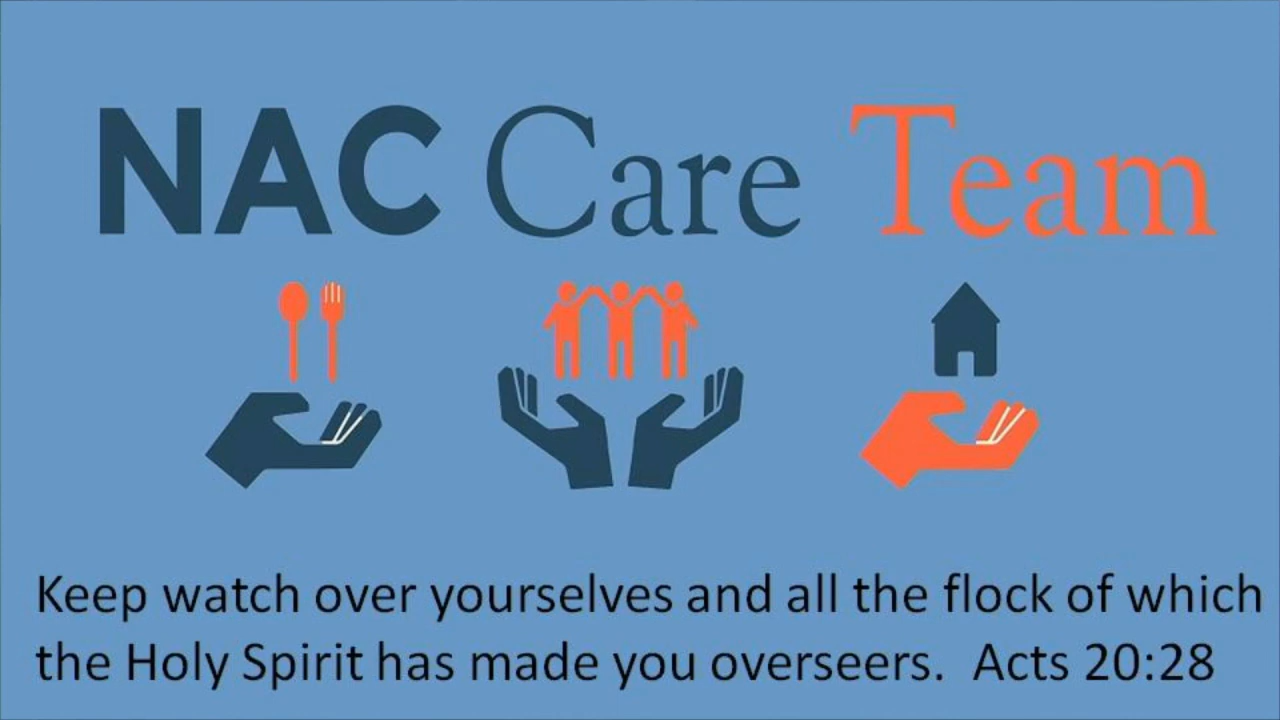 NAC Care Team
Keep watch over yourselves and all the flock of which
the Holy Spirit has made you overseers.  Acts 20:28